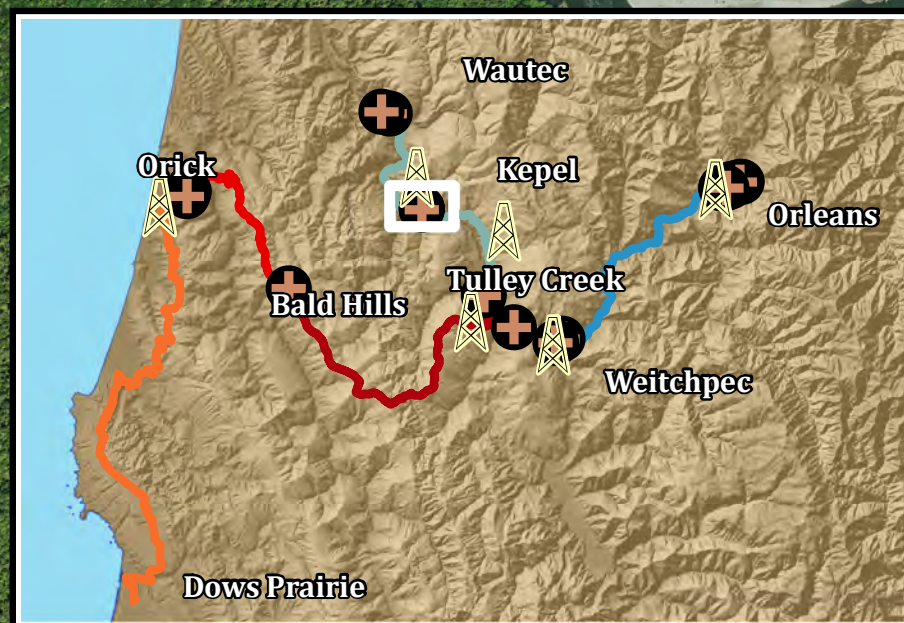 Wautec
Orick
Kepel
Orleans
Tulley Creek
Bald Hills
Weitchpec
Dows Prairie